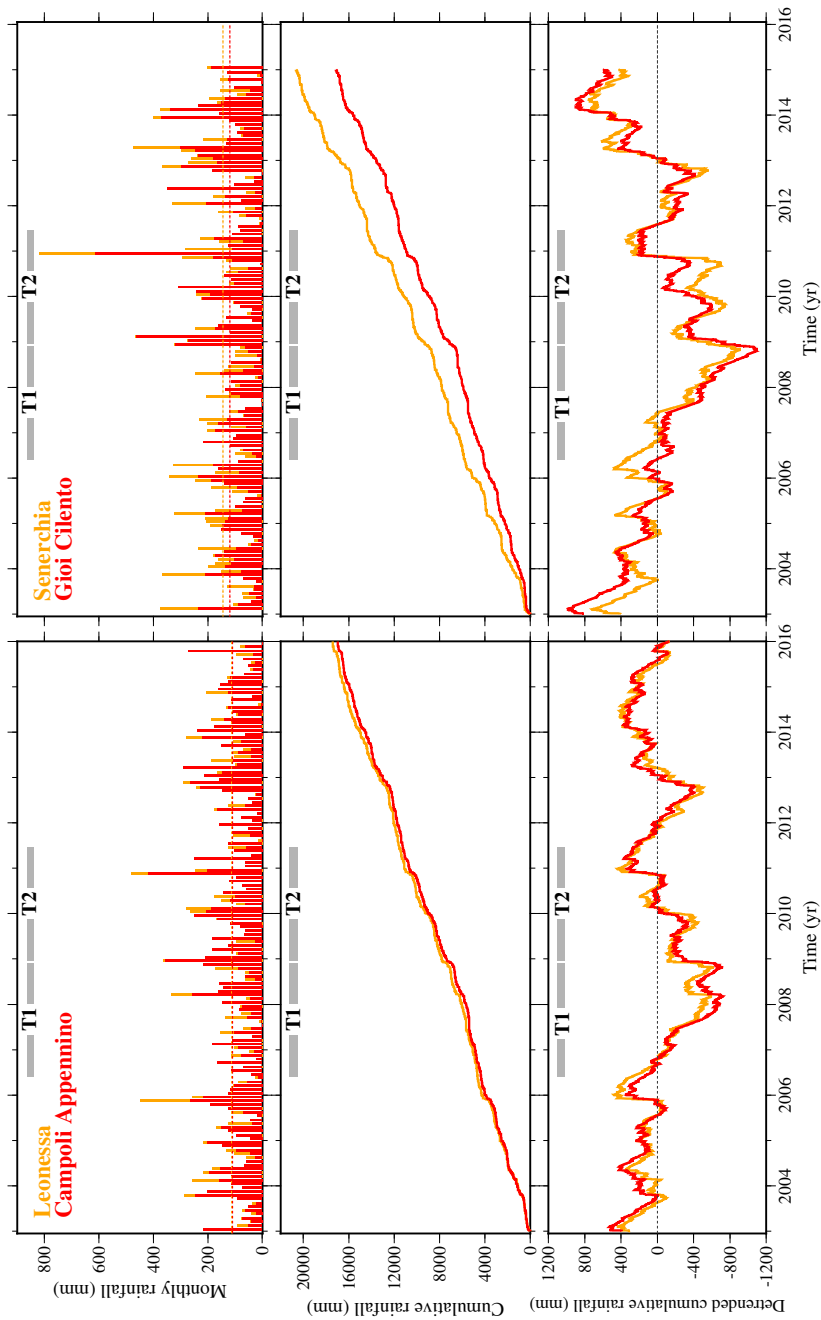 Leonessa
Campoli Appennino
T1
T2
Monthly rainfall (mm)
900
800
600
400
200
0
Senerchia
Gioi Cilento
T1
T2
Cumulative rainfall (mm)
20000
16000
12000
8000
4000
0
T1
T2
T1
T2
Detrended cumulative rainfall (mm)
1200
800
400
0
-400
-800
-1200
T1
T2
T1
T2
2004
2006
2008
2010
2012
2014
2016
Time (yr)
2004
2006
2008
2010
2012
2014
2016
Time (yr)